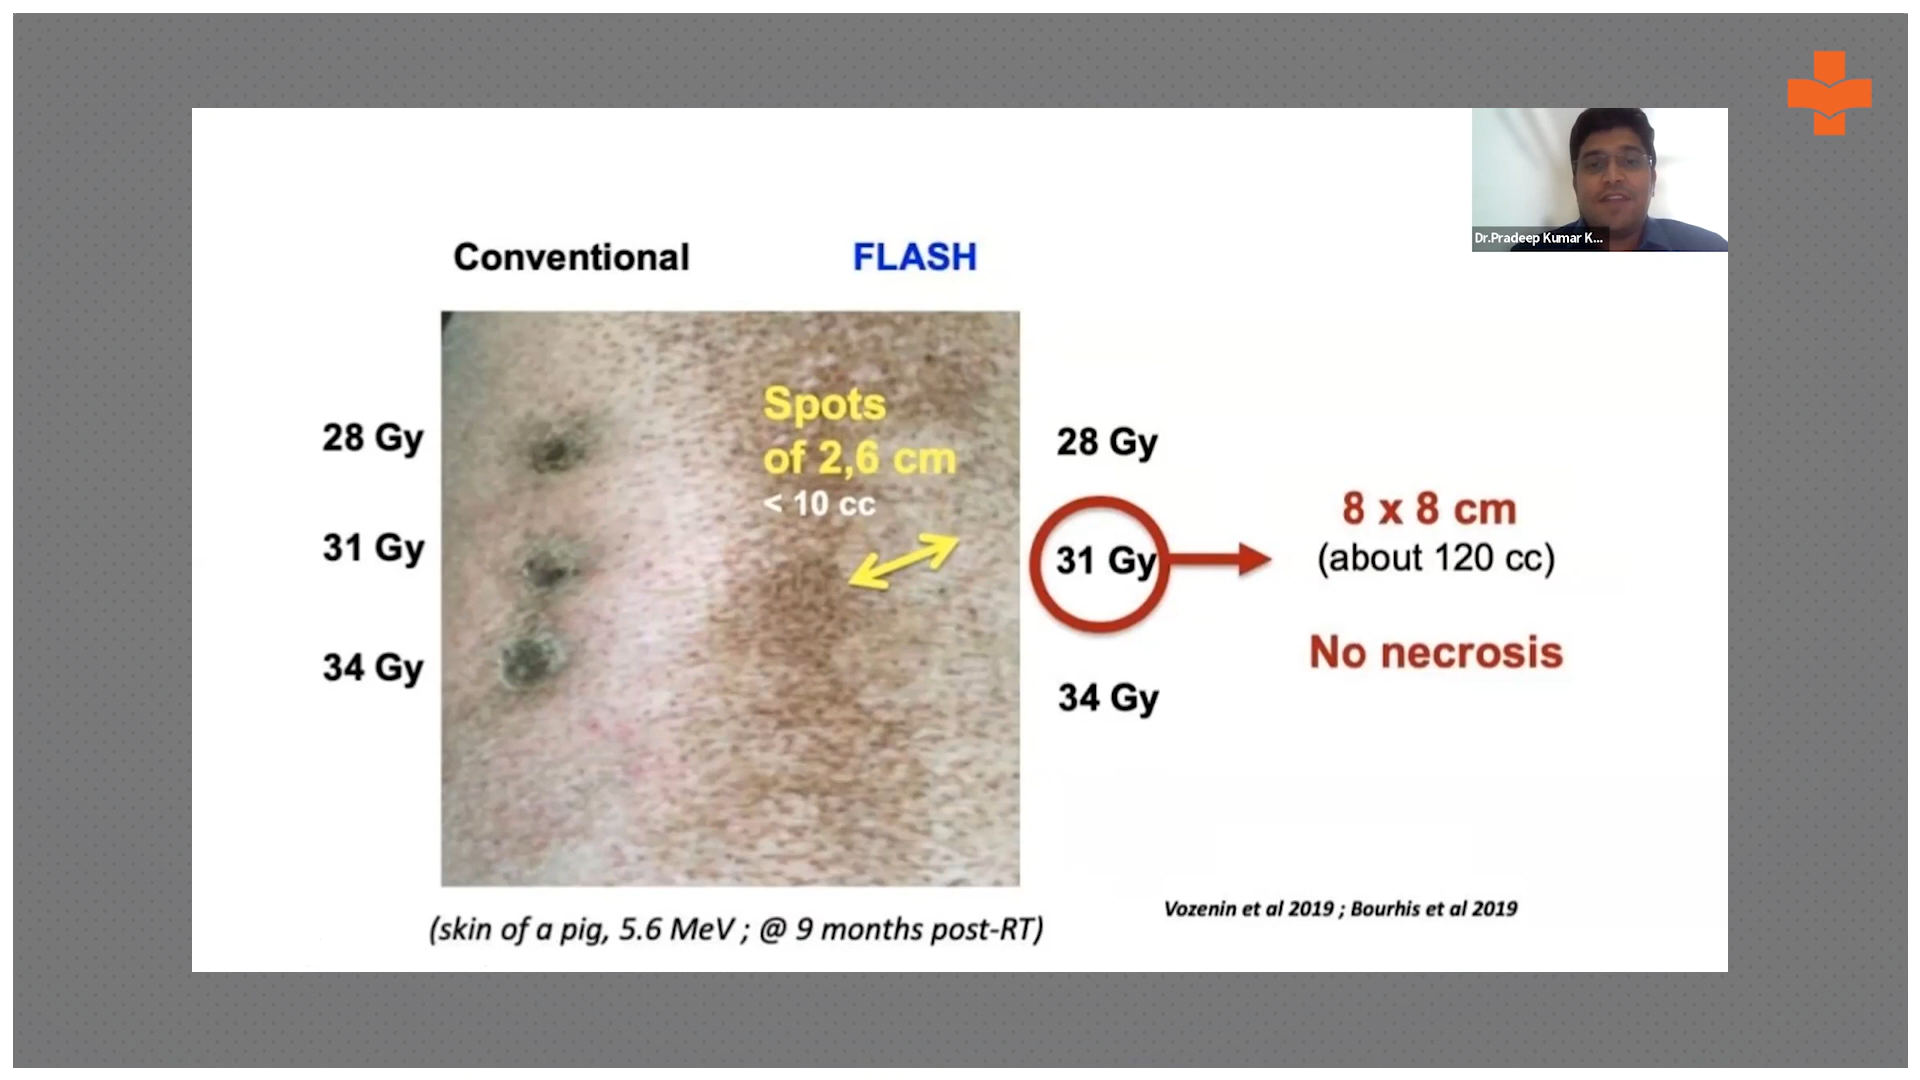 Dr.Pradeep Kumar K...
Conventional
FLASH
28 Gy
31 Gy
34 Gy
Spots
of 2,6 cm
< 10 cc
28 Gy
31 Gy
34 Gy
8 x 8 cm
(about 120 cc)
No necrosis
Vozenin et al 2019 ; Bourhis et al 2019
(skin of a pig, 5.6 MeV ; @ 9 months post-RT)